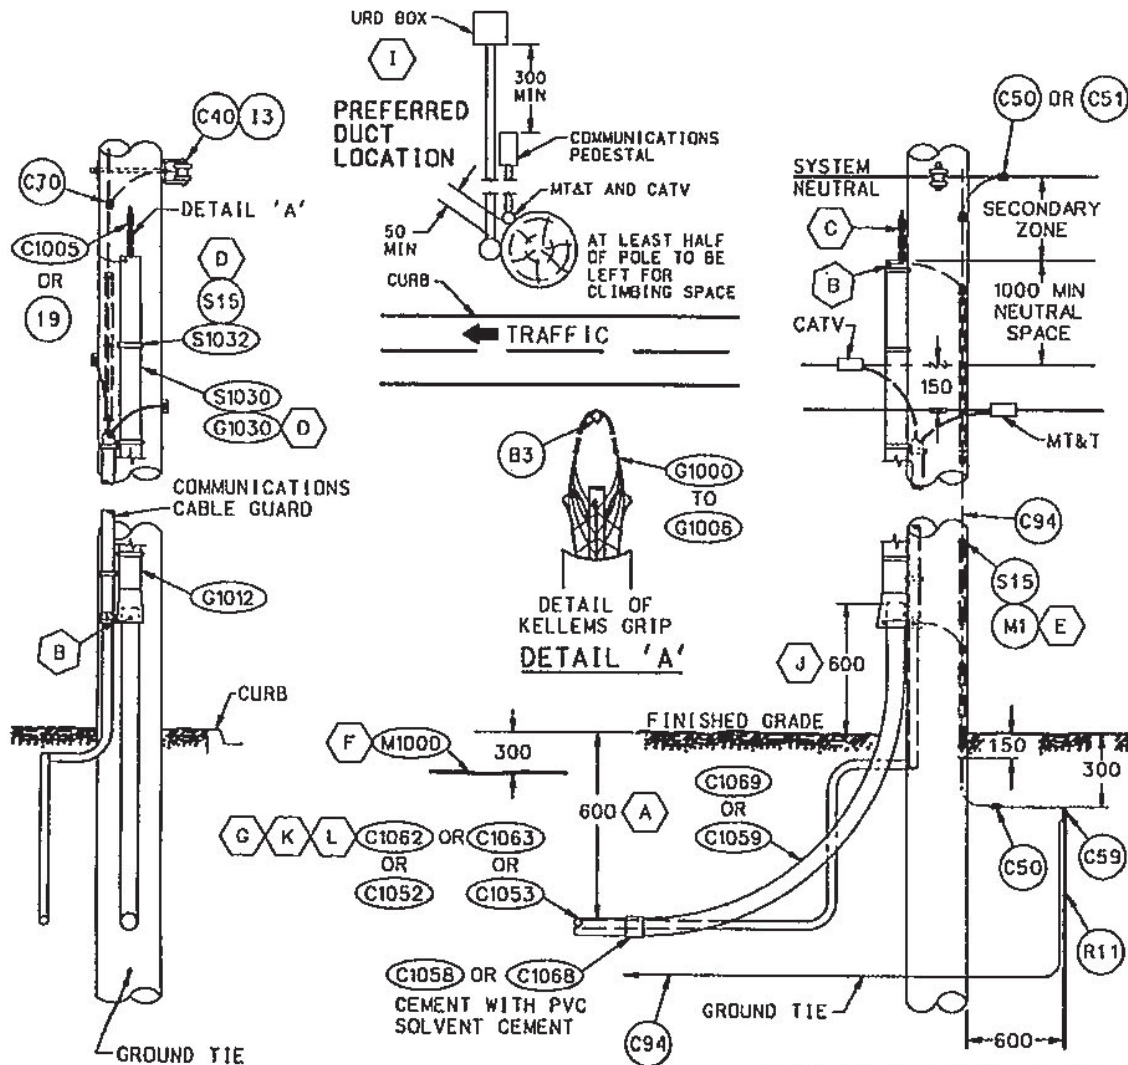 URD BOX
I
300
MIN
PREFERRED
DUCT
LOCATION
COMMUNICATIONS
PEDESTAL
MT&T AND CATV
50
MIN
AT LEAST HALF
OF POLE TO BE
LEFT FOR
CLIMBING SPACE
CURB
TRAFFIC
C40 I3
C70
DETAIL 'A'
C1005
OR
I9
D
S15
S1032
S1030
G1030 D
COMMUNICATIONS
CABLE GUARD
G1012
B
CURB
GROUND TIE
B3
G1000
TO
G1006
DETAIL OF
KELLEMS GRIP
DETAIL 'A'
C50 OR C51
SYSTEM
NEUTRAL
SECONDARY
ZONE
C
B
1000 MIN
NEUTRAL
SPACE
CATV
150
MT&T
C94
S15
M1 E
J 600
FINISHED GRADE
F M1000
300
600 A
C1069
OR
C1059
150
300
G K L C1062 OR C1063
OR OR
C1052 C1053
C50
C59
R11
C1058 OR C1068
CEMENT WITH PVC
SOLVENT CEMENT
C94
GROUND TIE
600